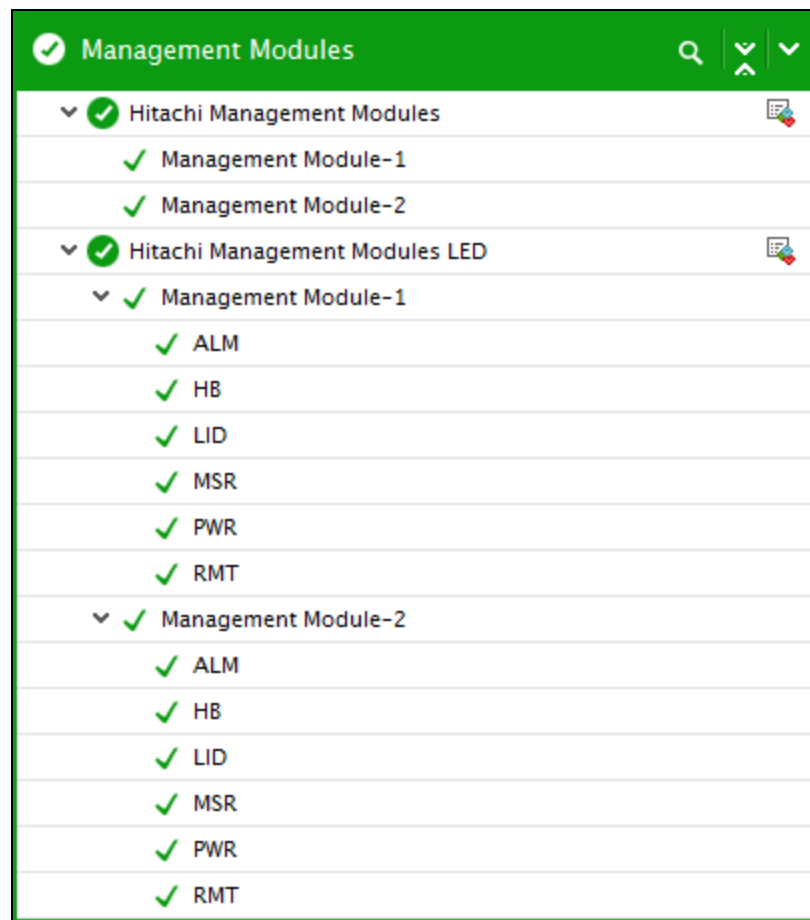 Management Modules
Hitachi Management Modules
Management Module-1
Management Module-2
Hitachi Management Modules LED
Management Module-1
ALM
HB
LID
MSR
PWR
RMT
Management Module-2
ALM
HB
LID
MSR
PWR
RMT